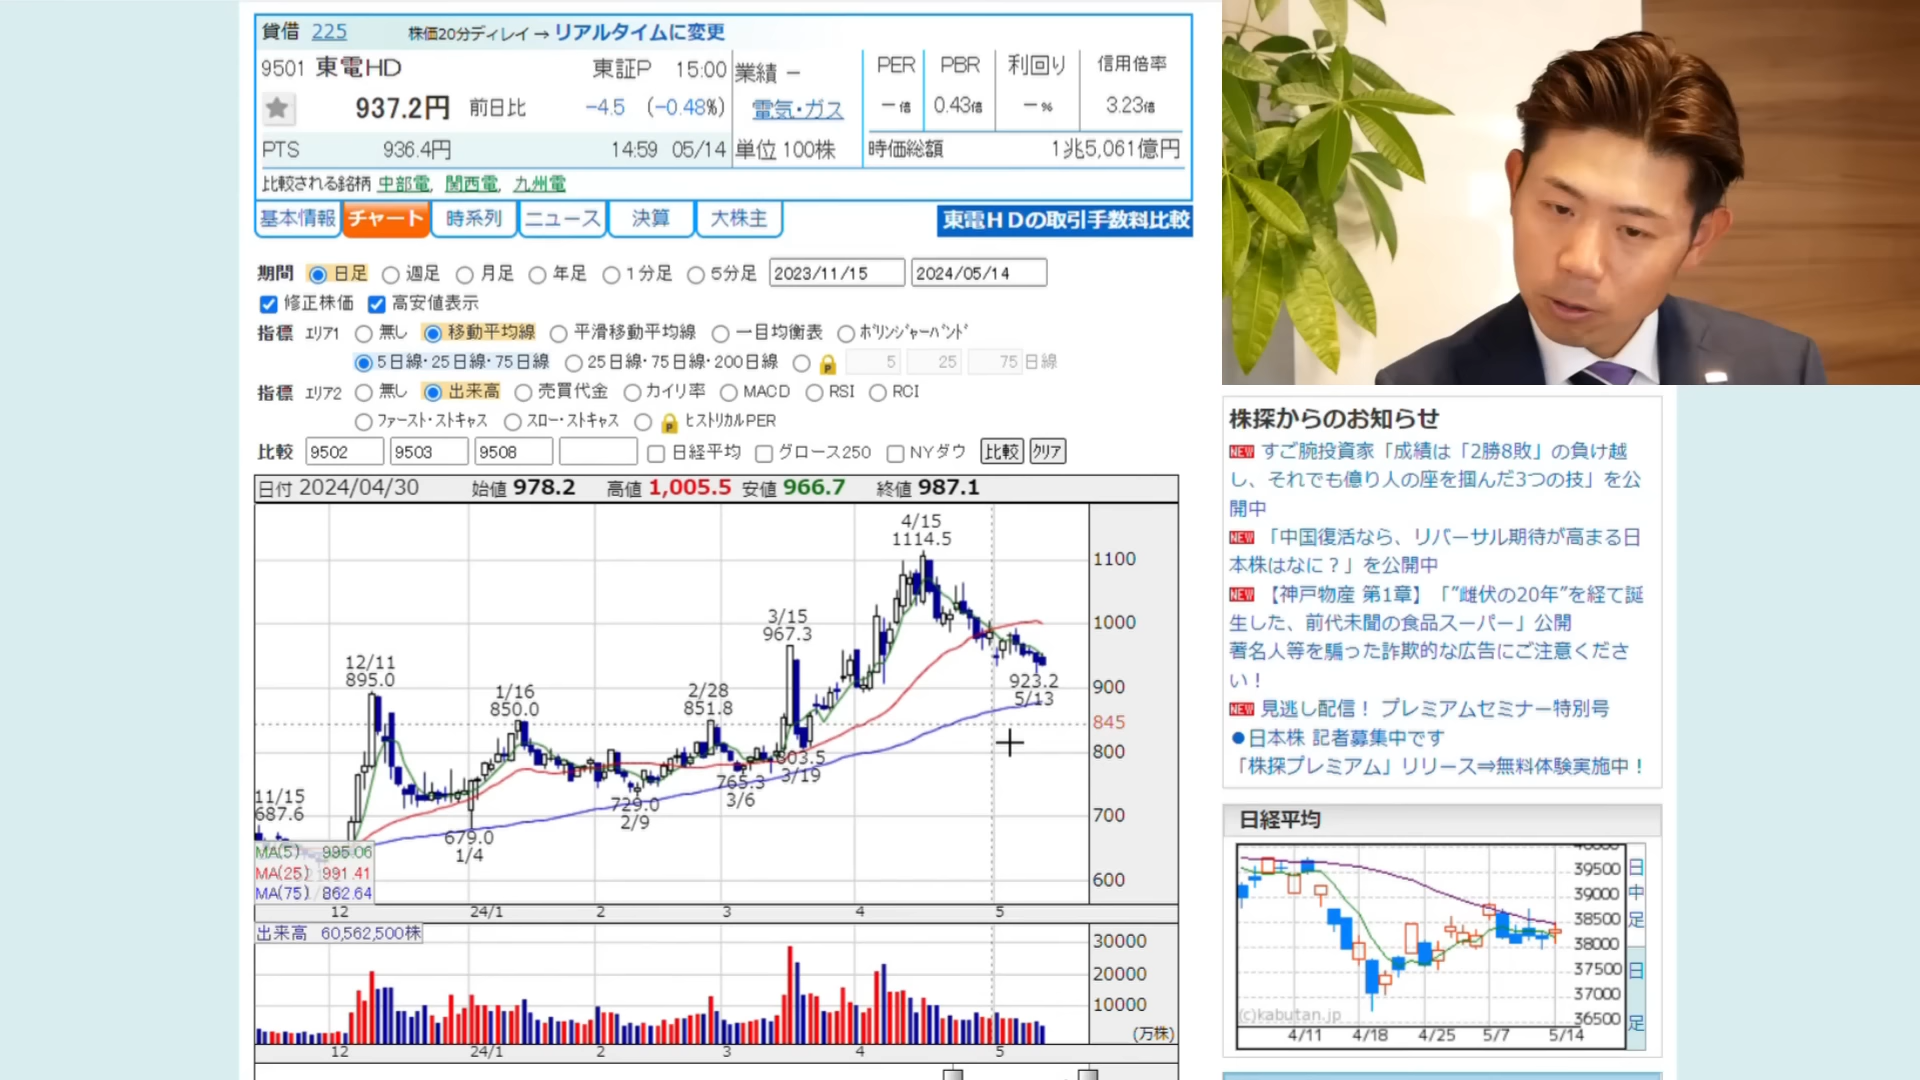 貸借 225 株価20分ディレイ → リアルタイムに変更
9501 東電HD 東証P 15:00
937.2円 前日比 -4.5 (-0.48%)
PTS 936.4円 14:59 05/14
業績 -
電気・ガス
単位 100株
PER PBR 利回り 信用倍率
-倍 0.43倍 -% 3.23倍
時価総額 1兆5,061億円
比較される銘柄 中部電, 関西電, 九州電
基本情報 チャート 時系列 ニュース 決算 大株主
東電HDの取引手数料比較
期間 日足 週足 月足 年足 1分足 5分足 2023/11/15 2024/05/14
修正株価 高安値表示
指標 エリア1 無し 移動平均線 平滑移動平均線 一目均衡表 ボリンジャーバンド
5日線・25日線・75日線 25日線・75日線・200日線 P 5 25 75 日線
指標 エリア2 無し 出来高 売買代金 カイリ率 MACD RSI RCI
ファースト・ストキャス スロー・ストキャス P ヒストリカルPER
比較 9502 9503 9508 日経平均 グロース250 NYダウ 比較 クリア
日付 2024/04/30 始値 978.2 高値 1,005.5 安値 966.7 終値 987.1
4/15
1114.5
3/15
967.3
12/11
895.0
1/16
850.0
2/28
851.8
923.2
5/13
803.5
3/19
765.3
3/6
729.0
2/9
679.0
1/4
11/15
687.6
1100
1000
900
845
800
700
600
MA(5) 995.06
MA(25) 991.41
MA(75) 862.64
12 24/1 2 3 4 5
出来高 60,562,500株
30000
20000
10000
(万株)
12 24/1 2 3 4 5
株探からのお知らせ
NEW すご腕投資家「成績は「2勝8敗」の負け越
し、それでも億り人の座を掴んだ3つの技」を公
開中
NEW 「中国復活なら、リバーサル期待が高まる日
本株はなに？」を公開中
NEW 【神戸物産 第1章】「”雌伏の20年”を経て誕
生した、前代未聞の食品スーパー」公開
著名人等を騙った詐欺的な広告にご注意くださ
い！
NEW 見逃し配信！ プレミアムセミナー特別号
●日本株 記者募集中です
「株探プレミアム」リリース⇒無料体験実施中！
日経平均
40000
39500
39000
38500
38000
37500
37000
36500
日
中
足
日
足
(c)kabutan.jp
4/11 4/18 4/25 5/7 5/14